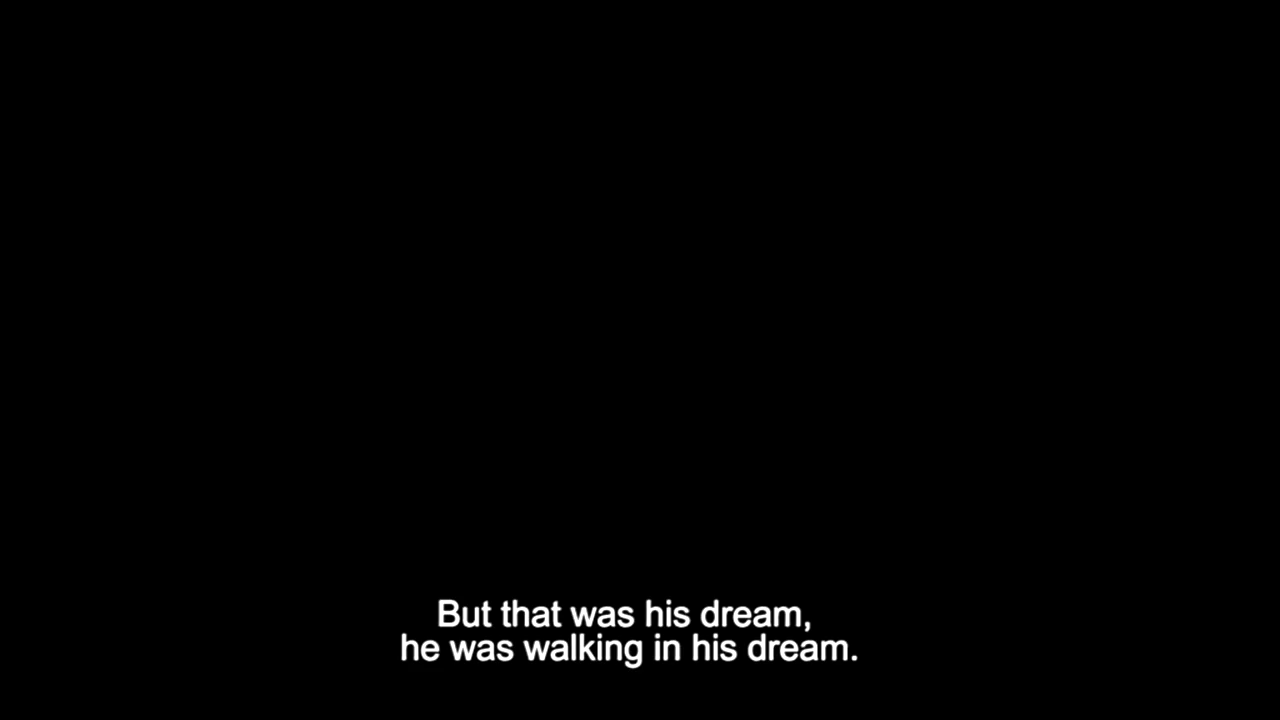 But that was his dream,
he was walking in his dream.